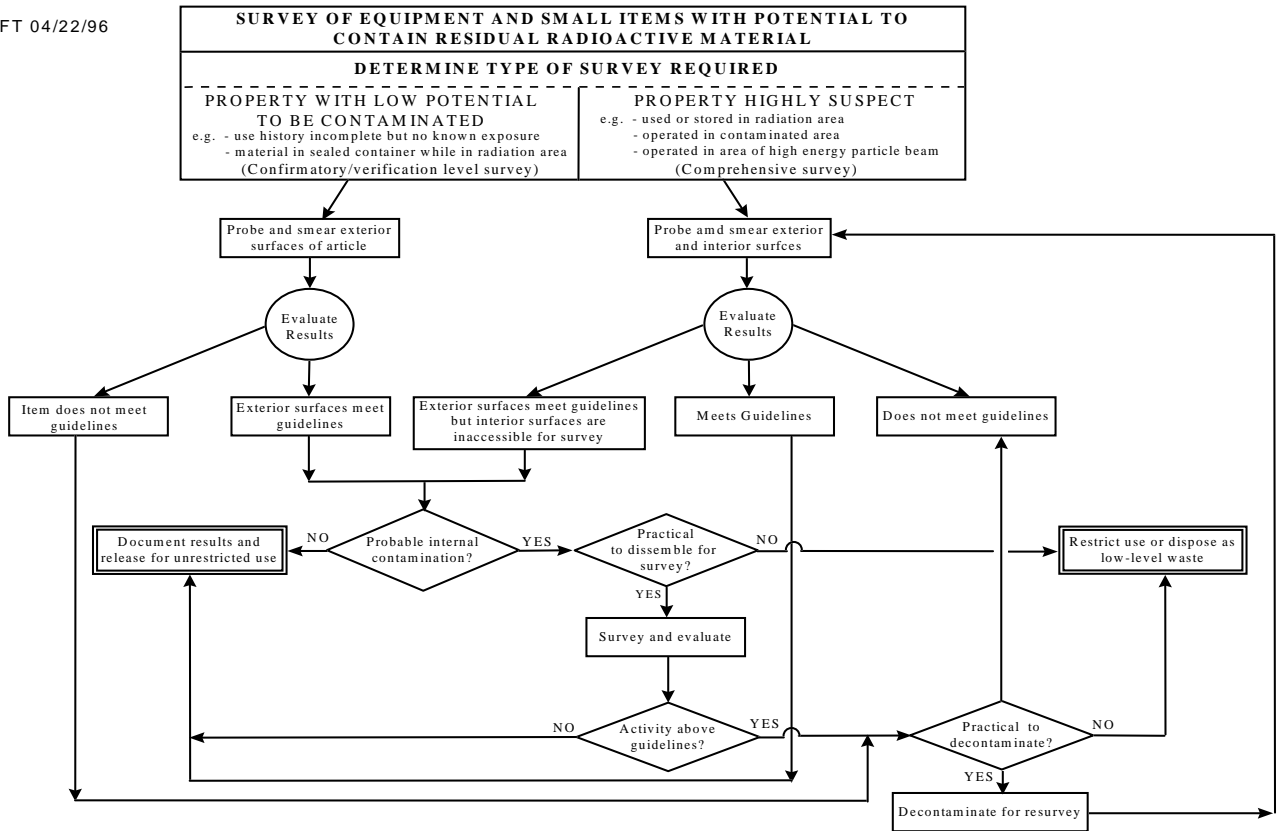 FT 04/22/96
SURVEY OF EQUIPMENT AND SMALL ITEMS WITH POTENTIAL TO
CONTAIN RESIDUAL RADIOACTIVE MATERIAL
DETERMINE TYPE OF SURVEY REQUIRED
PROPERTY WITH LOW POTENTIAL
TO BE CONTAMINATED
e.g. - use history incomplete but no known exposure
- material in sealed container while in radiation area
(Confirmatory/verification level survey)
PROPERTY HIGHLY SUSPECT
e.g. - used or stored in radiation area
- operated in contaminated area
- operated in area of high energy particle beam
(Comprehensive survey)
Probe and smear exterior
surfaces of article
Probe amd smear exterior
and interior surfces
Evaluate
Results
Evaluate
Results
Item does not meet
guidelines
Exterior surfaces meet
guidelines
Exterior surfaces meet guidelines
but interior surfaces are
inaccessible for survey
Meets Guidelines
Does not meet guidelines
Document results and
release for unrestricted use
NO
Probable internal
contamination?
YES
Practical
to dissemble for
survey?
NO
Restrict use or dispose as
low-level waste
YES
Survey and evaluate
NO
Activity above
guidelines?
YES
Practical to
decontaminate?
NO
YES
Decontaminate for resurvey